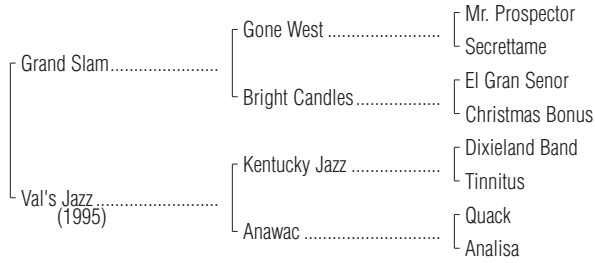 Mr. Prospector
Gone West ..................
Secrettame
Grand Slam.................
El Gran Senor
Bright Candles.............
Christmas Bonus
Dixieland Band
Kentucky Jazz ..............
Tinnitus
Val's Jazz....................
(1995)
Quack
Anawac ......................
Analisa